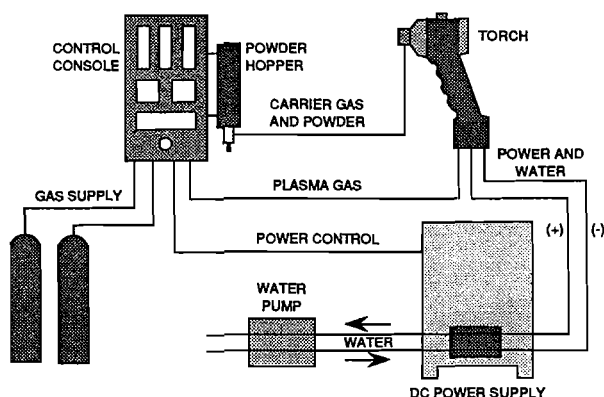 CONTROL
CONSOLE
POWDER
HOPPER
TORCH
CARRIER GAS
AND POWDER
POWER AND
WATER
GAS SUPPLY
PLASMA GAS
(+)
(-)
POWER CONTROL
WATER
PUMP
WATER
DC POWER SUPPLY